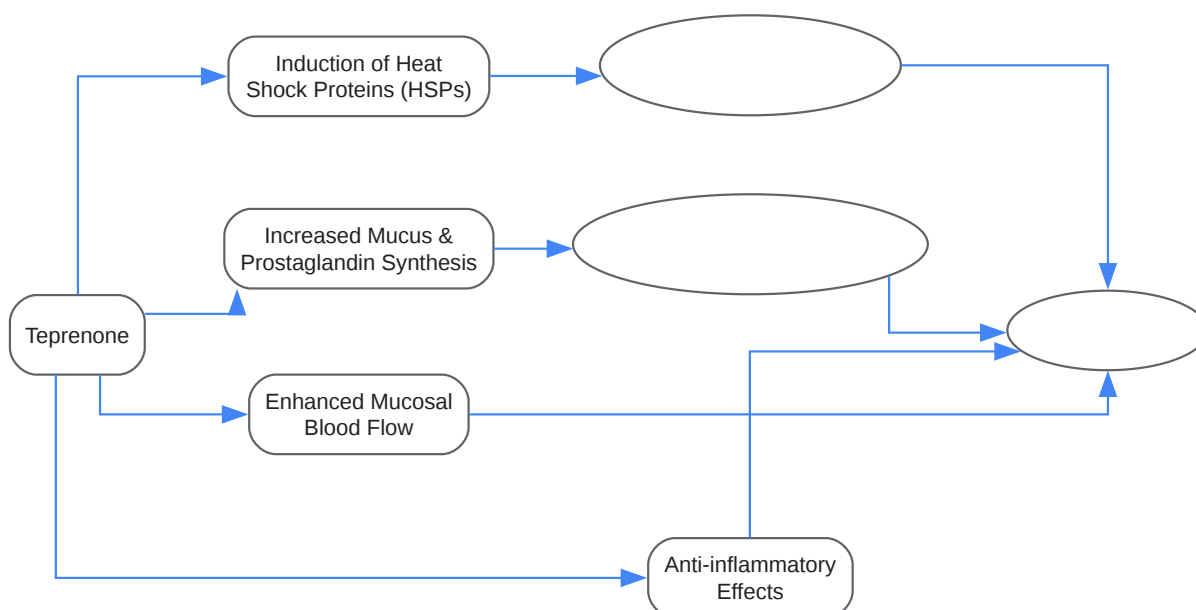 Induction of Heat
Shock Proteins (HSPs)
Increased Mucus &
Prostaglandin Synthesis
Teprenone
Enhanced Mucosal
Blood Flow
Anti-inflammatory
Effects